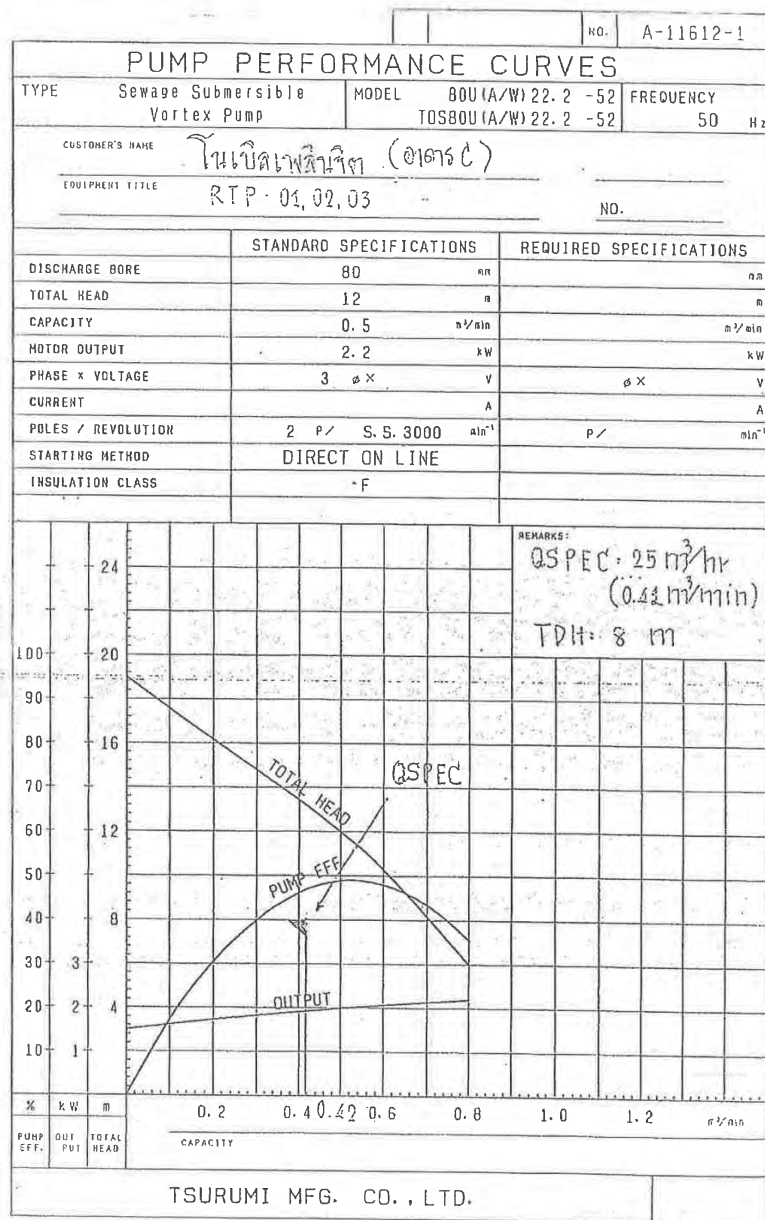 NO. A-11612-1
PUMP PERFORMANCE CURVES
TYPE Sewage Submersible Vortex Pump
MODEL 80U(A/W)22.2 -52
TOS80U(A/W)22.2 -52
FREQUENCY 50 Hz
CUSTOMER'S NAME โนเบิลเพลินจิต (อาคาร C)
EQUIPMENT TITLE RTP-01,02,03
NO.
STANDARD SPECIFICATIONS REQUIRED SPECIFICATIONS
DISCHARGE BORE 80 mm mm
TOTAL HEAD 12 m m
CAPACITY 0.5 m³/min m³/min
MOTOR OUTPUT 2.2 kW kW
PHASE x VOLTAGE 3 ø× V ø× V
CURRENT A A
POLES / REVOLUTION 2 P/ S.S.3000 min⁻¹ P/ min⁻¹
STARTING METHOD DIRECT ON LINE
INSULATION CLASS F
REMARKS:
QSPEC: 25 m³/hr
(0.42 m³/min)
TDH: 8 m
24
100 20
90
80 16
70
60 12
50
40 8
30 3
20 2 4
10 1
TOTAL HEAD
QSPEC
PUMP EFF
OUTPUT
% kW m 0.2 0.4 0.42 0.6 0.8 1.0 1.2 m³/min
PUMP EFF. OUT PUT TOTAL HEAD CAPACITY
TSURUMI MFG. CO., LTD.